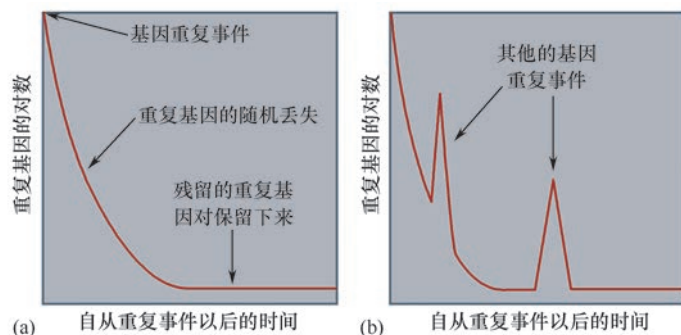 重复基因的对数
基因重复事件
重复基因的随机丢失
残留的重复基
因对保留下来
(a)
自从重复事件以后的时间
重复基因的对数
其他的基因
重复事件
(b)
自从重复事件以后的时间